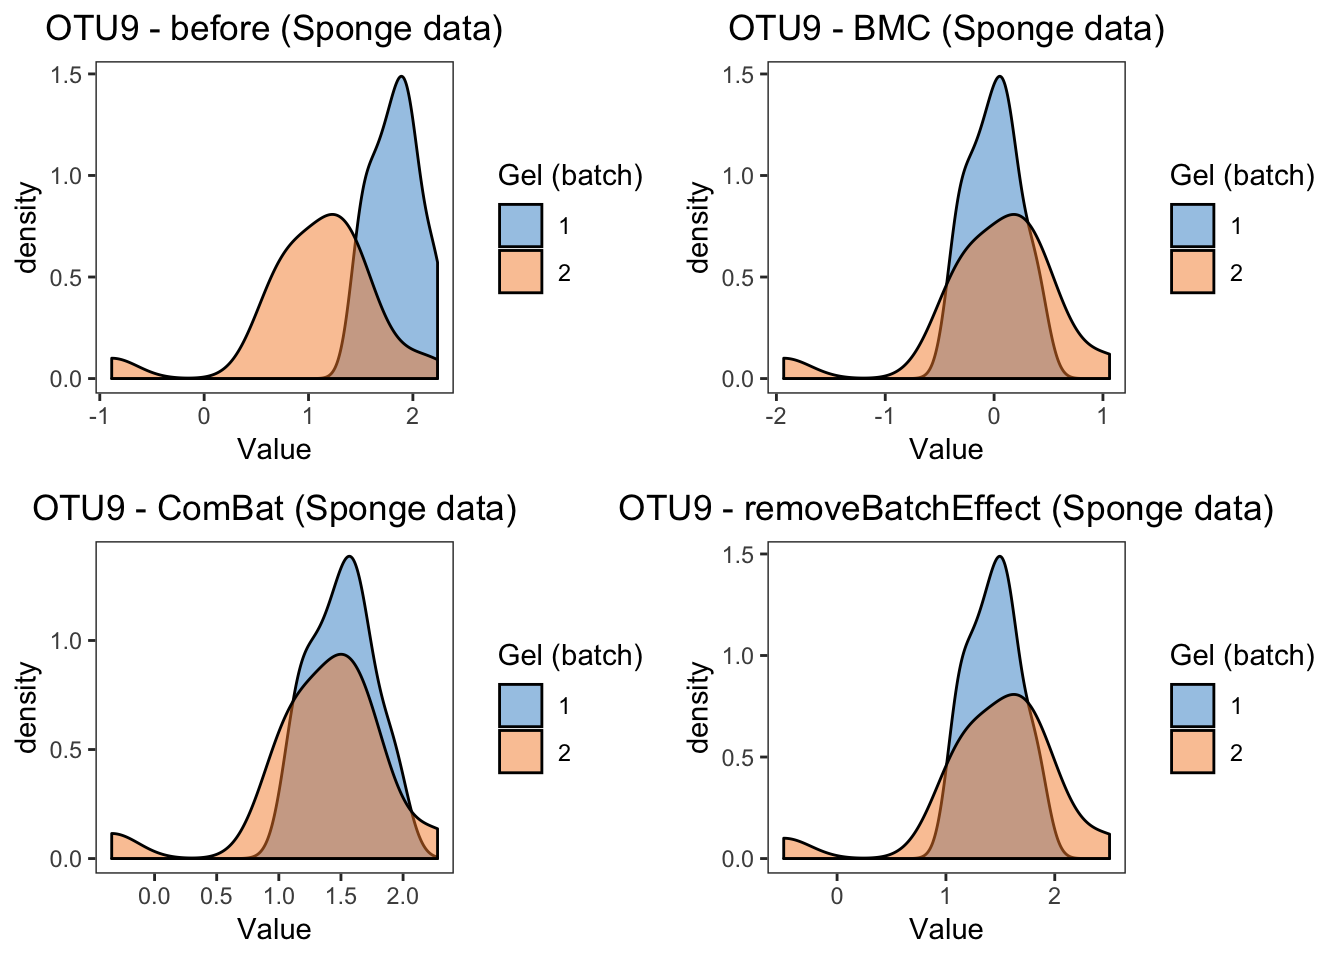 OTU9 - before (Sponge data)
1.5
1.0
0.5
0.0
density
-1 0 1 2
Value
Gel (batch)
1
2
OTU9 - BMC (Sponge data)
1.5
1.0
0.5
0.0
density
-2 -1 0 1
Value
Gel (batch)
1
2
OTU9 - ComBat (Sponge data)
1.0
0.5
0.0
density
0.0 0.5 1.0 1.5 2.0
Value
Gel (batch)
1
2
OTU9 - removeBatchEffect (Sponge data)
1.5
1.0
0.5
0.0
density
0 1 2
Value
Gel (batch)
1
2